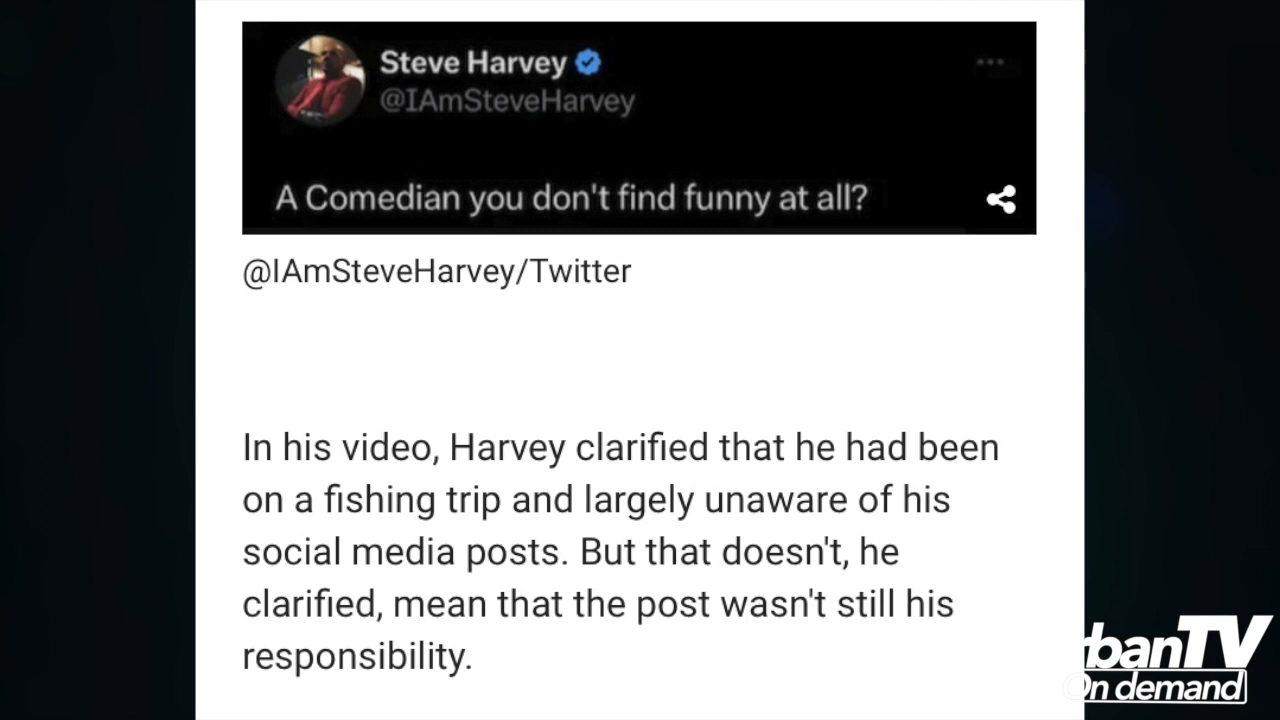 Steve Harvey
@IAmSteveHarvey
A Comedian you don't find funny at all?
@IAmSteveHarvey/Twitter
In his video, Harvey clarified that he had been
on a fishing trip and largely unaware of his
social media posts. But that doesn't, he
clarified, mean that the post wasn't still his
responsibility.
rbanTV
On demand